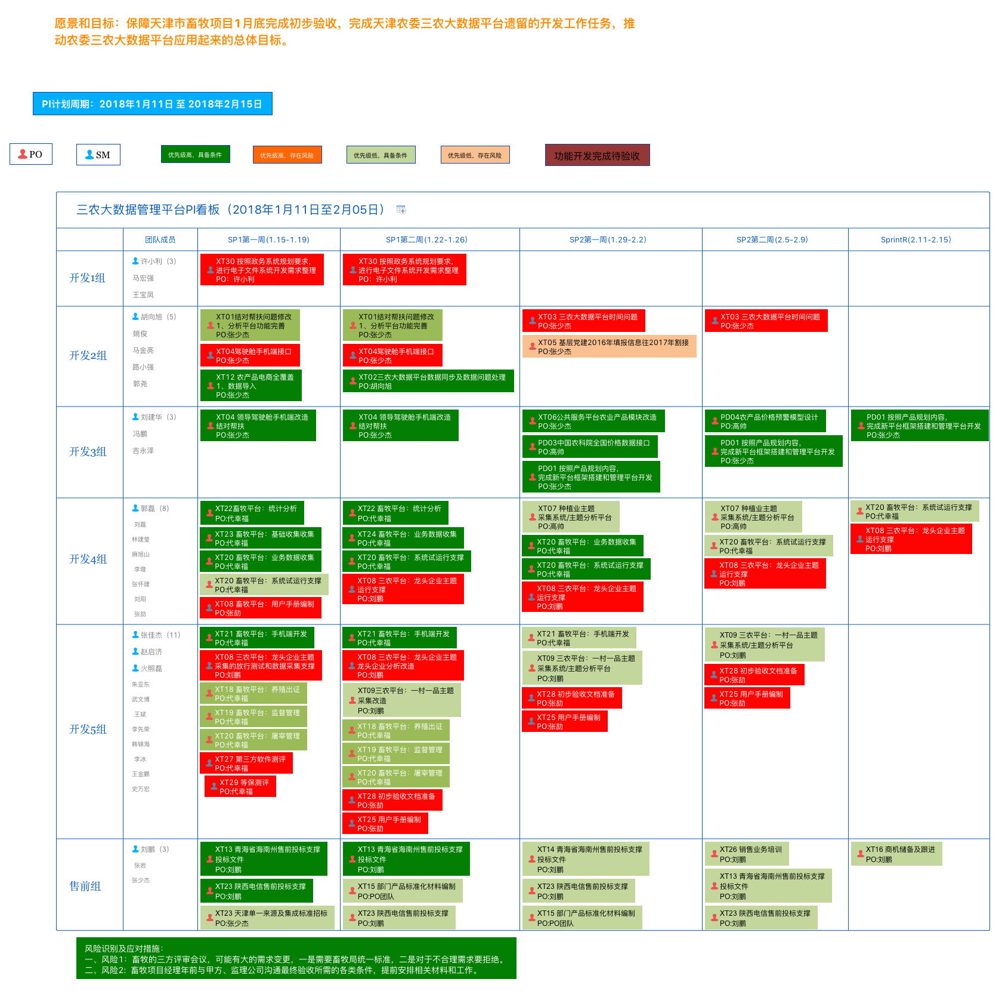 愿景和目标：保障天津市畜牧项目1月底完成初步验收，完成天津农委三农大数据平台遗留的开发工作任务，推
动农委三农大数据平台应用起来的总体目标。
PI计划周期：2018年1月11日 至 2018年2月15日
PO
SM
优先级高，具备条件
优先级高，存在风险
优先级低，具备条件
优先级低，存在风险
功能开发完成待验收
三农大数据管理平台PI看板（2018年1月11日至2月05日）
团队成员
SP1第一周(1.15-1.19)
SP1第二周(1.22-1.26)
SP2第一周(1.29-2.2)
SP2第二周(2.5-2.9)
SprintR(2.11-2.15)
开发1组
许小利（3）
马宏强
王宝凤
XT30 按照政务系统规划要求，
进行电子文件系统开发需求整理
PO：许小利
XT30 按照政务系统规划要求，
进行电子文件系统开发需求整理
PO：许小利
开发2组
胡向旭（5）
姚俊
马金亮
路小强
郭尧
XT01结对帮扶问题修改
1、分析平台功能完善
PO:张少杰
XT04驾驶舱手机端接口
PO:张少杰
XT12 农产品电商全覆盖
1、数据导入
PO:张少杰
XT01结对帮扶问题修改
1、分析平台功能完善
PO:张少杰
XT04驾驶舱手机端接口
PO:张少杰
XT02三农大数据平台数据同步及数据问题处理
PO:胡向旭
XT03 三农大数据平台时间问题
PO:张少杰
XT05 基层党建2016年填报信息往2017年割接
PO:张少杰
XT03 三农大数据平台时间问题
PO:张少杰
开发3组
刘建华（3）
冯鹏
吉永泽
XT04 领导驾驶舱手机端改造
结对帮扶
PO:张少杰
XT04 领导驾驶舱手机端改造
结对帮扶
PO:张少杰
XT06公共服务平台农业产品模块改造
PO:张少杰
PD03中国农科院全国价格数据接口
PO:高帅
PD01 按照产品规划内容，
完成新平台框架搭建和管理平台开发
PO:张少杰
PD04农产品价格预警模型设计
PO:高帅
PD01 按照产品规划内容，
完成新平台框架搭建和管理平台开发
PO:张少杰
PD01 按照产品规划内容，
完成新平台框架搭建和管理平台开发
PO:张少杰
开发4组
郭磊（8）
刘磊
林建莹
麻旭山
李璇
张怀建
刘阳
张劼
XT22畜牧平台：统计分析
PO:代幸福
XT23 畜牧平台：基础收集收集
PO:代幸福
XT20 畜牧平台：业务数据收集
PO:代幸福
XT20 畜牧平台：系统试运行支撑
PO:代幸福
XT08 畜牧平台：用户手册编制
PO:张劼
XT22 畜牧平台：统计分析
PO:代幸福
XT24 畜牧平台：业务数据收集
PO:代幸福
XT20 畜牧平台：系统试运行支撑
PO:代幸福
XT08 三农平台：龙头企业主题
运行支撑
PO:刘鹏
XT07 种植业主题
采集系统/主题分析平台
PO:高帅
XT20 畜牧平台：业务数据收集
PO:代幸福
XT20 畜牧平台：系统试运行支撑
PO:代幸福
XT08 三农平台：龙头企业主题
运行支撑
PO:刘鹏
XT07 种植业主题
采集系统/主题分析平台
PO:高帅
XT20 畜牧平台：系统试运行支撑
PO:代幸福
XT08 三农平台：龙头企业主题
运行支撑
PO:刘鹏
XT20 畜牧平台：系统试运行支撑
PO:代幸福
XT08 三农平台：龙头企业主题
运行支撑
PO:刘鹏
开发5组
张佳杰（11）
赵启济
火照磊
朱亚东
武文博
王斌
李先荣
韩锦海
李冰
王金鹏
史万宏
XT21 畜牧平台：手机端开发
PO:代幸福
XT08 三农平台：龙头企业主题
采集的放行测试和数据采集支撑
PO:刘鹏
XT18 畜牧平台：养殖出证
PO:代幸福
XT19 畜牧平台：监督管理
PO:代幸福
XT20 畜牧平台：屠宰管理
PO:代幸福
XT27 第三方软件测评
PO:代幸福
XT29 等保测评
PO:代幸福
XT21 畜牧平台：手机端开发
PO:代幸福
XT08 三农平台：龙头企业主题
龙头企业分析改造
PO:刘鹏
XT09三农平台：一村一品主题
采集改造
PO:刘鹏
XT18 畜牧平台：养殖出证
PO:代幸福
XT19 畜牧平台：监督管理
PO:代幸福
XT20 畜牧平台：屠宰管理
PO:代幸福
XT28 初步验收文档准备
PO:张劼
XT25 用户手册编制
PO:张劼
XT21 畜牧平台：手机端开发
PO:代幸福
XT09 三农平台：一村一品主题
采集系统/主题分析平台
PO:刘鹏
XT28 初步验收文档准备
PO:张劼
XT25 用户手册编制
PO:张劼
XT09 三农平台：一村一品主题
采集系统/主题分析平台
PO:刘鹏
XT28 初步验收文档准备
PO:张劼
XT25 用户手册编制
PO:张劼
售前组
刘鹏（3）
张岩
张少杰
XT13 青海省海南州售前投标支撑
投标文件
PO:刘鹏
XT23 陕西电信售前投标支撑
PO:刘鹏
XT23 天津单一来源及集成标准招标
PO:张少杰
XT13 青海省海南州售前投标支撑
投标文件
PO:刘鹏
XT15 部门产品标准化材料编制
PO:PO团队
XT23 陕西电信售前投标支撑
PO:刘鹏
XT14 青海省海南州售前投标支撑
投标文件
PO:刘鹏
XT23 陕西电信售前投标支撑
PO:刘鹏
XT15 部门产品标准化材料编制
PO:PO团队
XT26 销售业务培训
PO:刘鹏
XT13 青海省海南州售前投标支撑
投标文件
PO:刘鹏
XT23 陕西电信售前投标支撑
PO:刘鹏
XT16 商机储备及跟进
PO:刘鹏
风险识别及应对措施：
一、风险1：畜牧的三方评审会议，可能有大的需求变更，一是需要畜牧局统一标准，二是对于不合理需求要拒绝。
二、风险2：畜牧项目经理年前与甲方、监理公司沟通最终验收所需的各类条件，提前安排相关材料和工作。